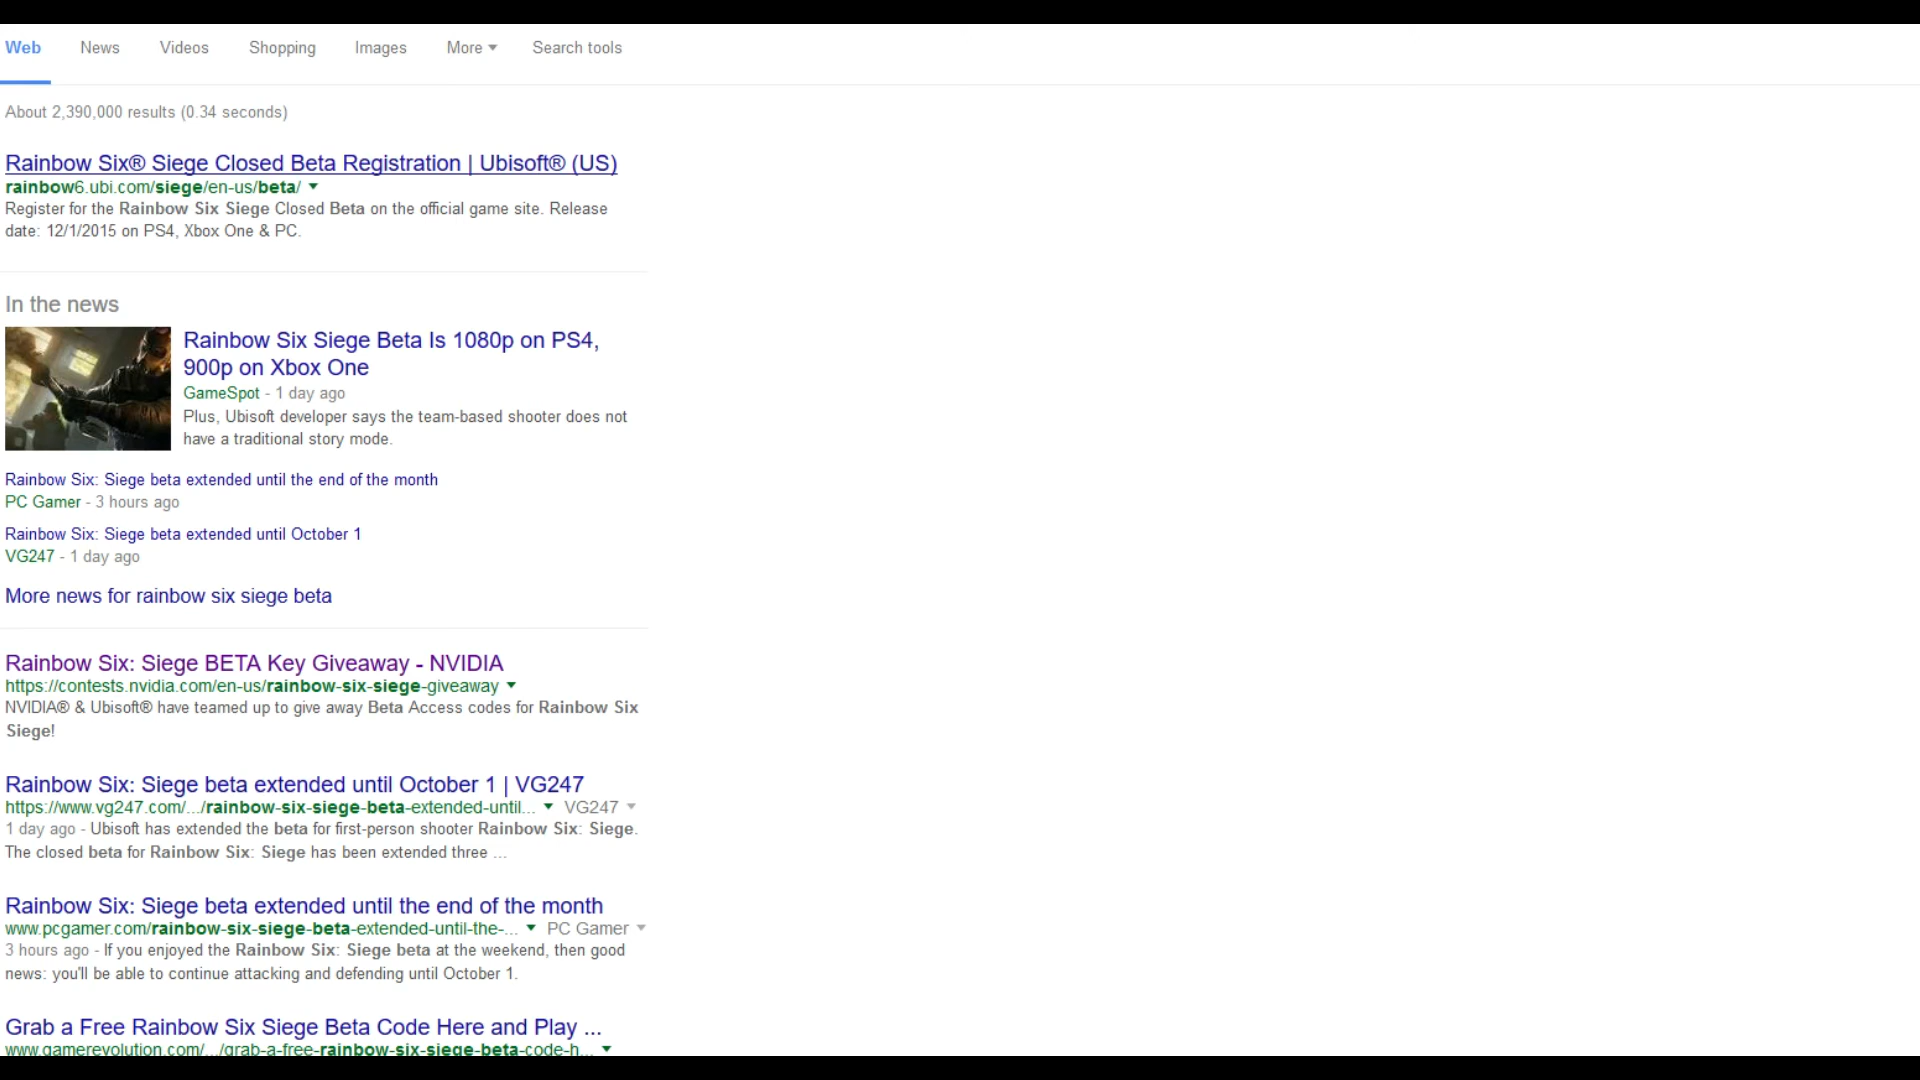 Web News Videos Shopping Images More Search tools
About 2,390,000 results (0.34 seconds)
Rainbow Six® Siege Closed Beta Registration | Ubisoft® (US)
rainbow6.ubi.com/siege/en-us/beta/
Register for the Rainbow Six Siege Closed Beta on the official game site. Release
date: 12/1/2015 on PS4, Xbox One & PC.
In the news
Rainbow Six Siege Beta Is 1080p on PS4,
900p on Xbox One
GameSpot - 1 day ago
Plus, Ubisoft developer says the team-based shooter does not
have a traditional story mode.
Rainbow Six: Siege beta extended until the end of the month
PC Gamer - 3 hours ago
Rainbow Six: Siege beta extended until October 1
VG247 - 1 day ago
More news for rainbow six siege beta
Rainbow Six: Siege BETA Key Giveaway - NVIDIA
https://contests.nvidia.com/en-us/rainbow-six-siege-giveaway
NVIDIA® & Ubisoft® have teamed up to give away Beta Access codes for Rainbow Six
Siege!
Rainbow Six: Siege beta extended until October 1 | VG247
https://www.vg247.com/.../rainbow-six-siege-beta-extended-until... VG247
1 day ago - Ubisoft has extended the beta for first-person shooter Rainbow Six: Siege.
The closed beta for Rainbow Six: Siege has been extended three ...
Rainbow Six: Siege beta extended until the end of the month
www.pcgamer.com/rainbow-six-siege-beta-extended-until-the-... PC Gamer
3 hours ago - If you enjoyed the Rainbow Six: Siege beta at the weekend, then good
news: you'll be able to continue attacking and defending until October 1.
Grab a Free Rainbow Six Siege Beta Code Here and Play ...
www.gamerevolution.com/.../grab-a-free-rainbow-six-siege-beta-code-h...